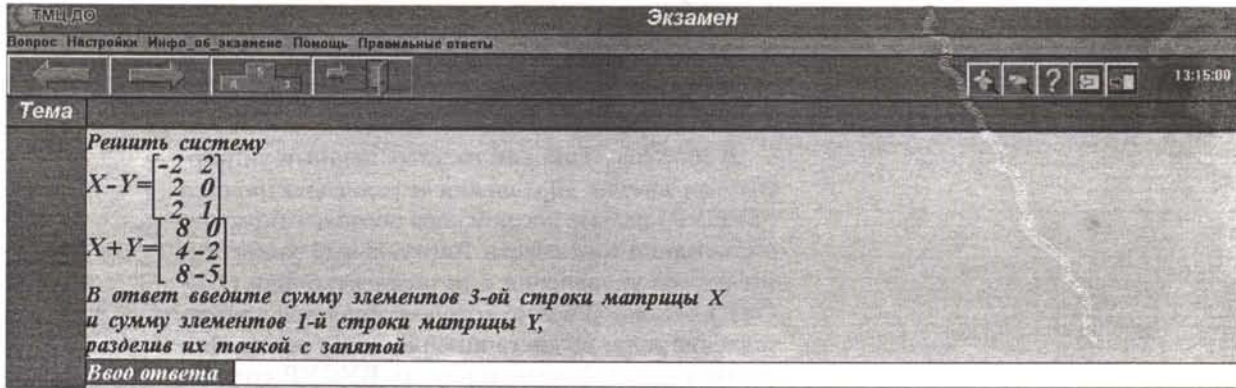 ТМЦ ДО
Экзамен
Вопрос Настройки Инфо_об_экзамене Помощь Правильные ответы
13:15:00
Тема
Решить систему
-2 2
X-Y= 2 0
2 1
8 0
X+Y= 4 -2
8 -5
В ответ введите сумму элементов 3-ой строки матрицы X
и сумму элементов 1-й строки матрицы Y,
разделив их точкой с запятой
Ввод ответа